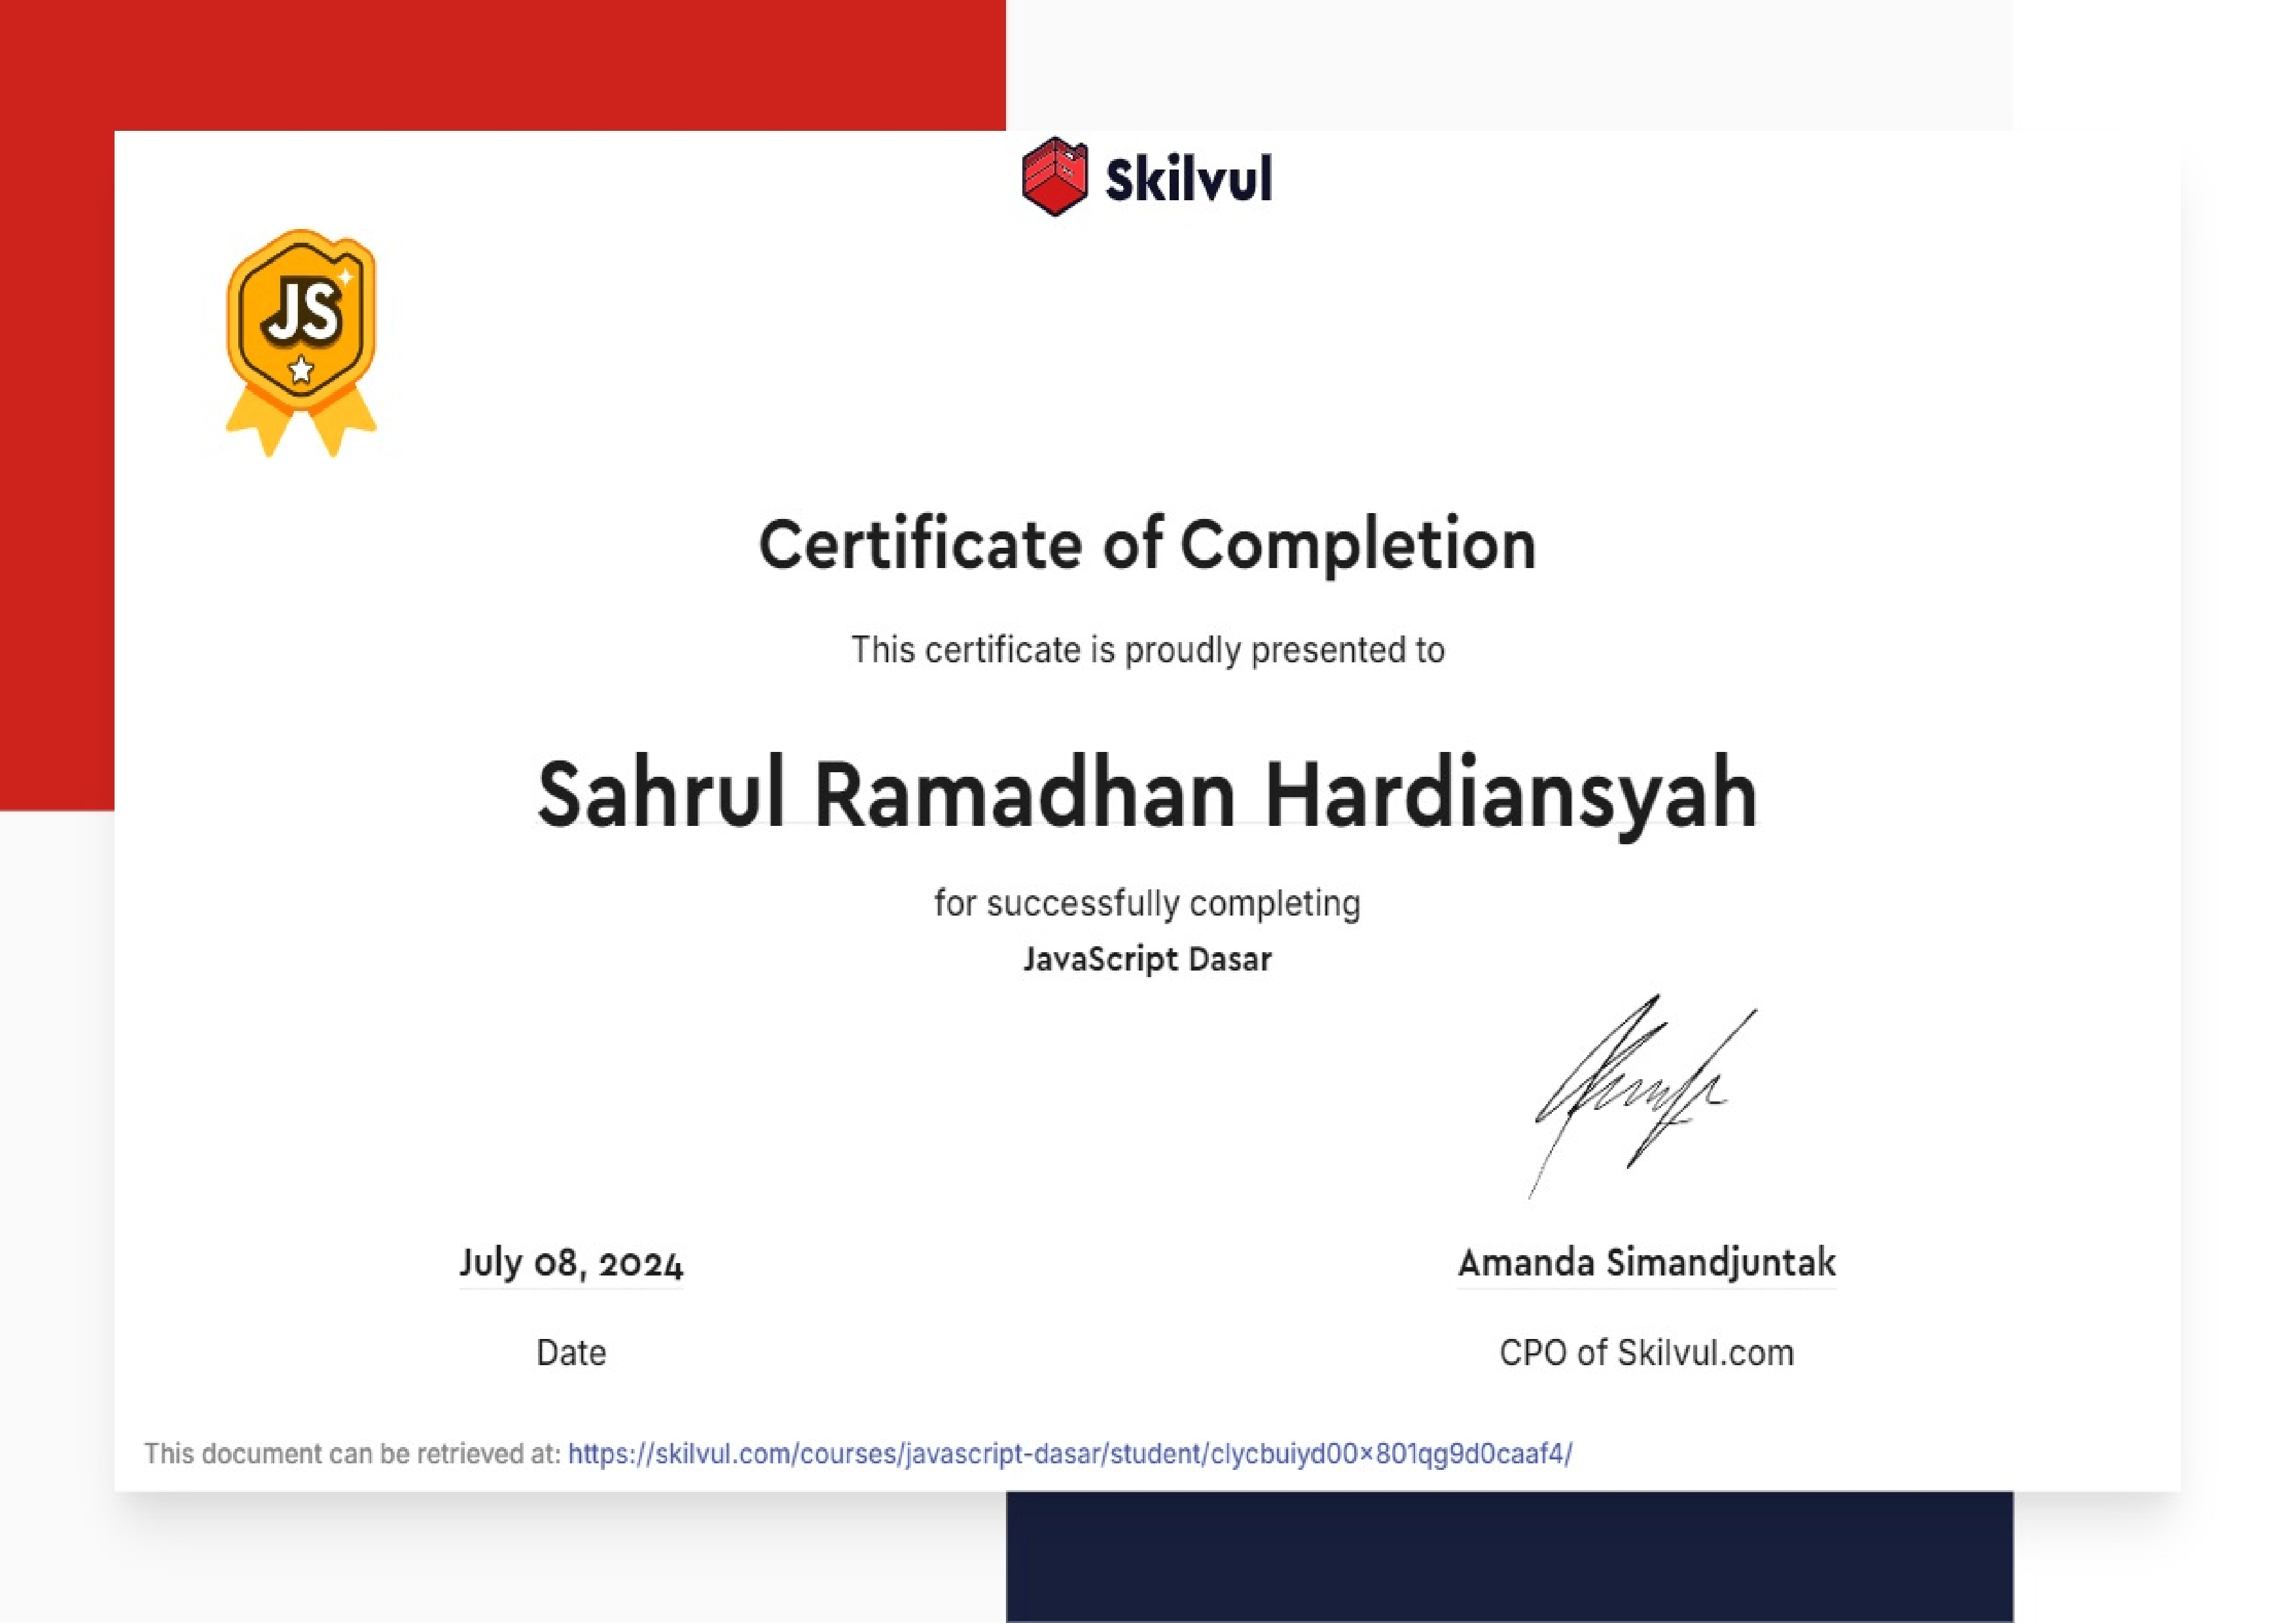 Skilvul
JS
Certificate of Completion
This certificate is proudly presented to
Sahrul Ramadhan Hardiansyah
for successfully completing
JavaScript Dasar
July 08, 2024
Amanda Simandjuntak
Date
CPO of Skilvul.com
This document can be retrieved at: https://skilvul.com/courses/javascript-dasar/student/clycbuiyd00×801qg9d0caaf4/